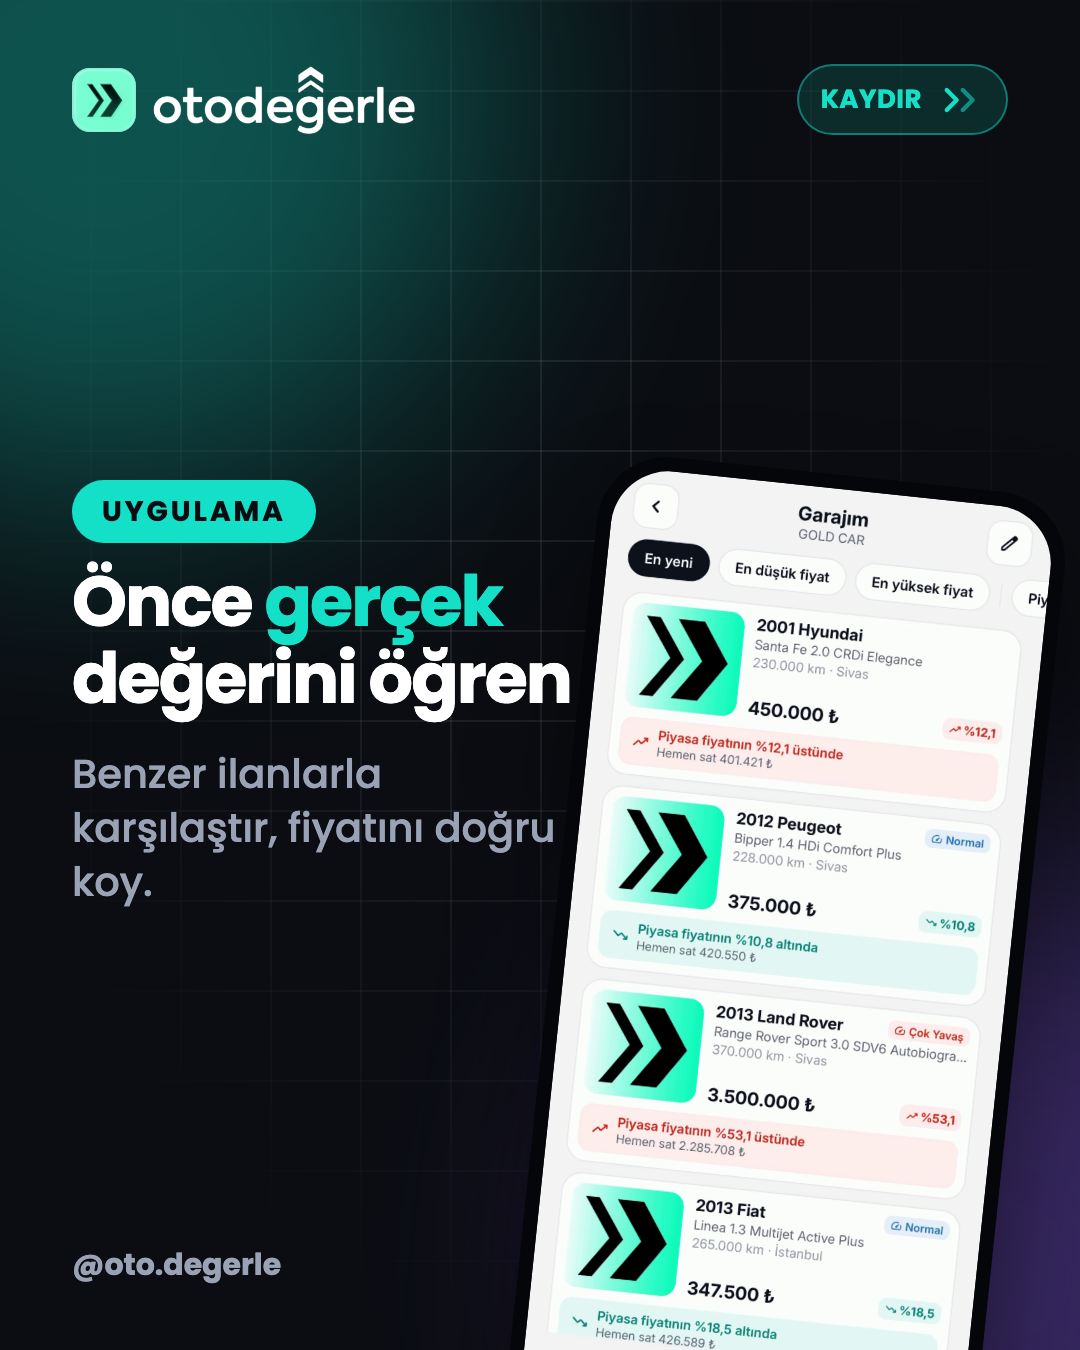 otodeğerle
KAYDIR
UYGULAMA
Önce gerçek
değerini öğren
Benzer ilanlarla
karşılaştır, fiyatını doğru
koy.
@oto.degerle
Garajım
GOLD CAR
En yeni
En düşük fiyat
En yüksek fiyat
Piy
2001 Hyundai
Santa Fe 2.0 CRDi Elegance
230.000 km · Sivas
450.000 ₺
%12,1
Piyasa fiyatının %12,1 üstünde
Hemen sat 401.421 ₺
2012 Peugeot
Normal
Bipper 1.4 HDi Comfort Plus
228.000 km · Sivas
375.000 ₺
%10,8
Piyasa fiyatının %10,8 altında
Hemen sat 420.550 ₺
2013 Land Rover
Çok Yavaş
Range Rover Sport 3.0 SDV6 Autobiogra...
370.000 km · Sivas
3.500.000 ₺
%53,1
Piyasa fiyatının %53,1 üstünde
Hemen sat 2.285.708 ₺
2013 Fiat
Normal
Linea 1.3 Multijet Active Plus
265.000 km · İstanbul
347.500 ₺
%18,5
Piyasa fiyatının %18,5 altında
Hemen sat 426.589 ₺